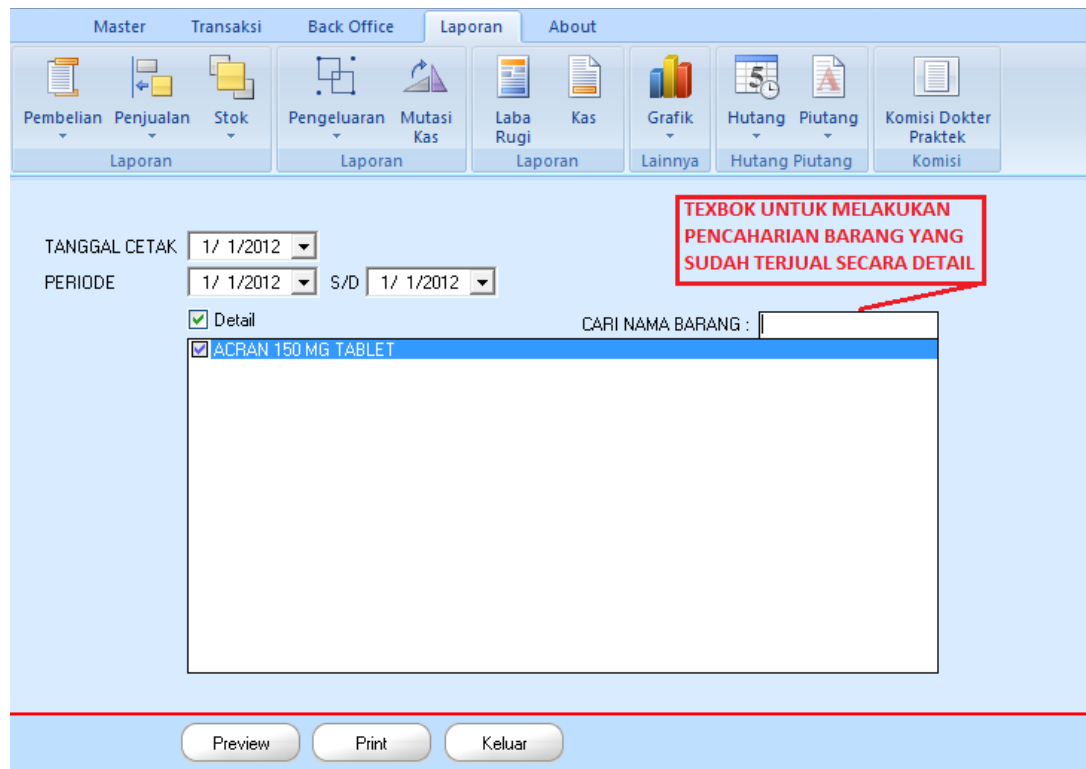 Master Transaksi Back Office Laporan About
Pembelian Penjualan Stok Pengeluaran Mutasi Kas Laba Rugi Kas Grafik Hutang Piutang Komisi Dokter Praktek
Laporan Laporan Laporan Lainnya Hutang Piutang Komisi
TEXBOK UNTUK MELAKUKAN
PENCAHARIAN BARANG YANG
SUDAH TERJUAL SECARA DETAIL
TANGGAL CETAK 1/ 1/2012
PERIODE 1/ 1/2012 S/D 1/ 1/2012
Detail CARI NAMA BARANG :
ACRAN 150 MG TABLET
Preview Print Keluar